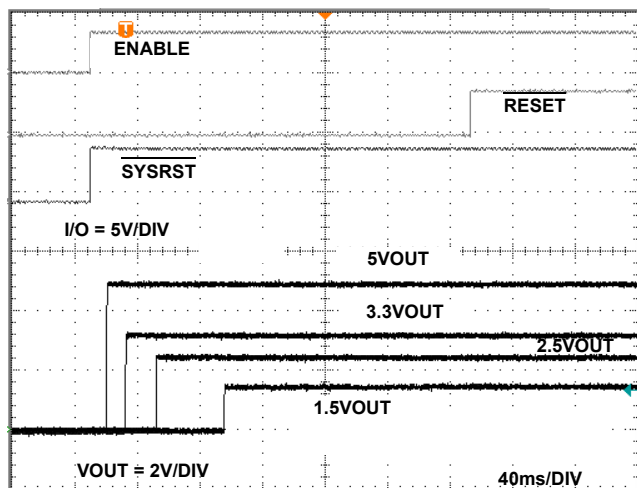 T
ENABLE
RESET
SYSRST
I/O = 5V/DIV
5VOUT
3.3VOUT
2.5VOUT
1.5VOUT
VOUT = 2V/DIV
40ms/DIV